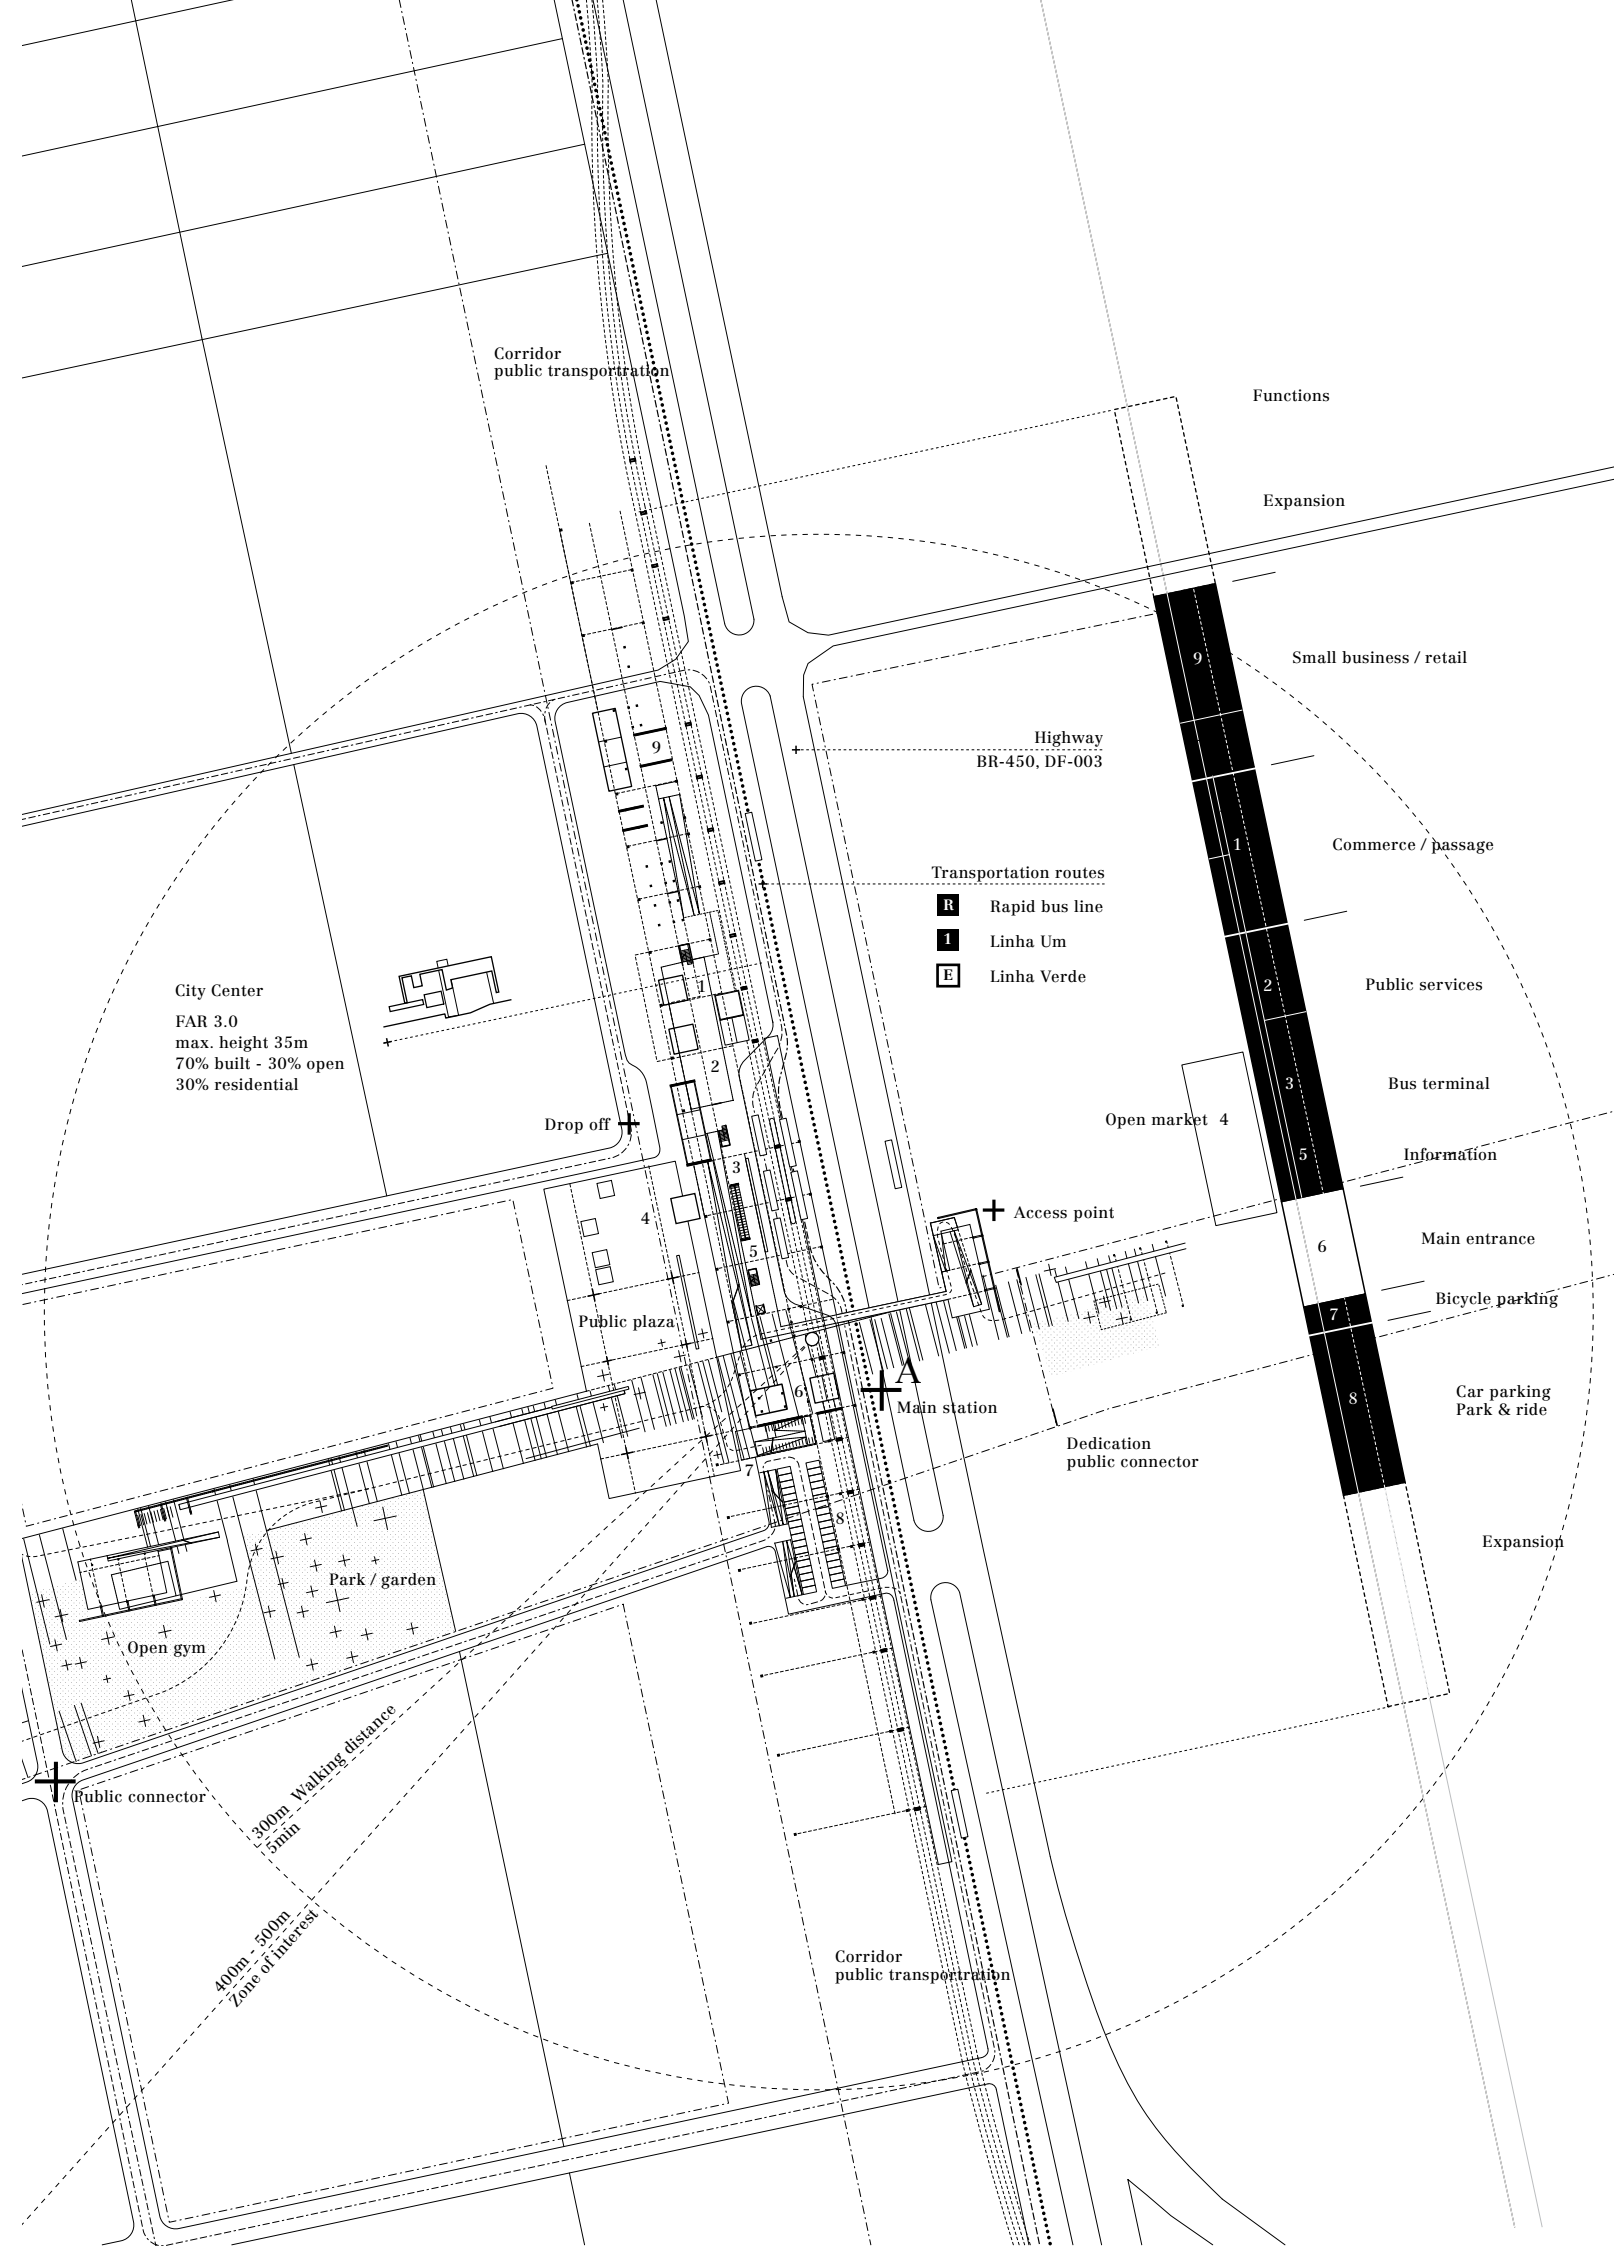 Corridor
public transportration
Functions
Expansion
9
Small business / retail
Highway
BR-450, DF-003
9
1
Commerce / passage
Transportation routes
R Rapid bus line
1 Linha Um
E Linha Verde
City Center
FAR 3.0
max. height 35m
70% built - 30% open
30% residential
1
2
Public services
2
3
Bus terminal
Drop off
Open market 4
5
Information
3
4
5
Access point
6
Main entrance
Public plaza
7
Bicycle parking
A
Main station
6
8
Car parking
Park & ride
Dedication
public connector
7
8
Expansion
Park / garden
Open gym
Public connector
300m Walking distance
5min
400m - 500m
Zone of interest
Corridor
public transportration